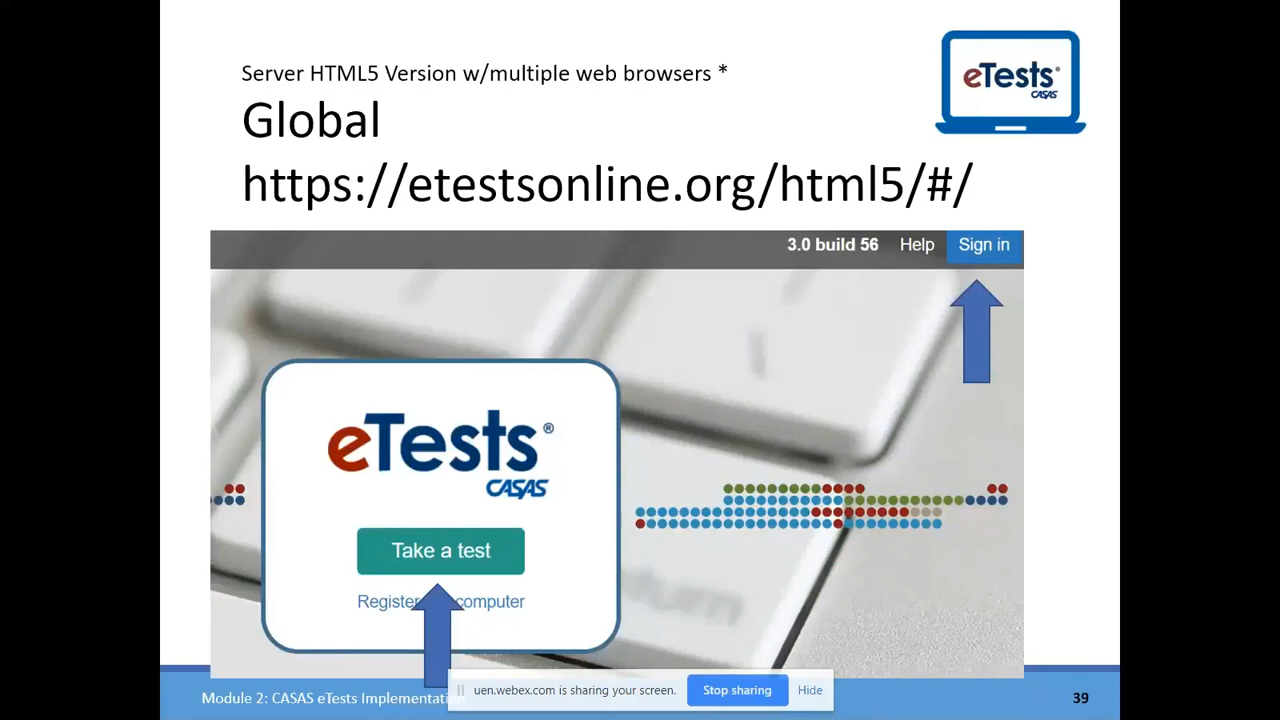 Server HTML5 Version w/multiple web browsers *
eTests®
CASAS
Global
https://etestsonline.org/html5/#/
3.0 build 56 Help Sign in
eTests®
CASAS
Take a test
Register computer
uen.webex.com is sharing your screen. Stop sharing Hide
Module 2: CASAS eTests Implementation
39